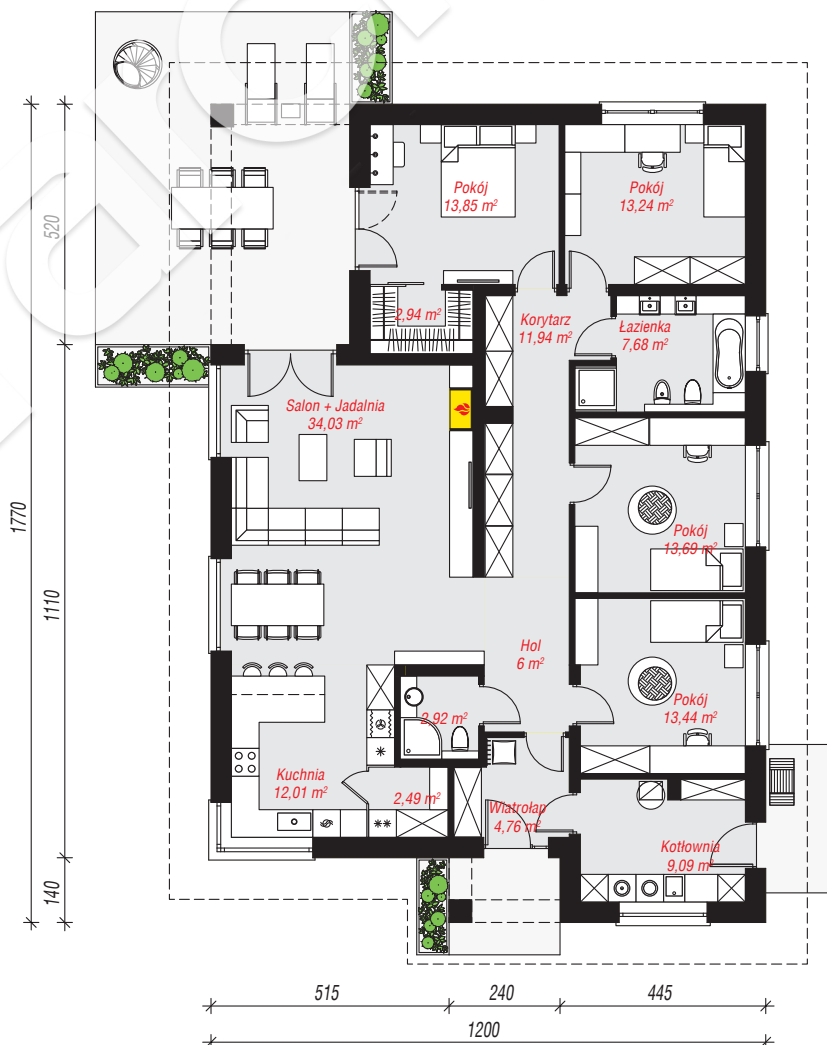 Pokój
13,85 m²
Pokój
13,24 m²
2,94 m²
Korytarz
11,94 m²
Łazienka
7,68 m²
Salon + Jadalnia
34,03 m²
Pokój
13,69 m²
Hol
6 m²
Pokój
13,44 m²
2,92 m²
Kuchnia
12,01 m²
2,49 m²
Wiatrołap
4,76 m²
Kotłownia
9,09 m²
520
1770
1110
140
515
240
445
1200